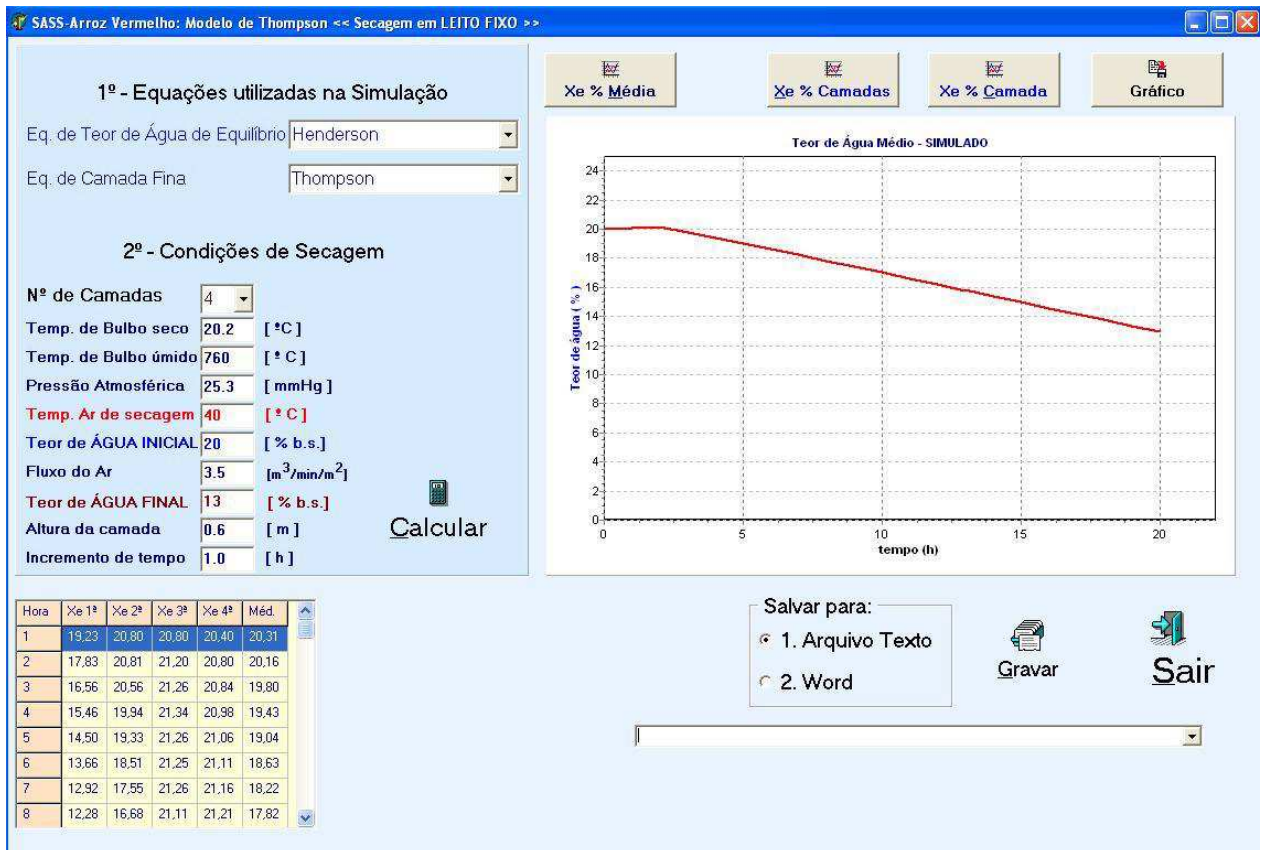 SASS-Arroz Vermelho: Modelo de Thompson << Secagem em LEITO FIXO >>
1º - Equações utilizadas na Simulação
Eq. de Teor de Água de Equilíbrio Henderson
Eq. de Camada Fina Thompson
2º - Condições de Secagem
Nº de Camadas 4
Temp. de Bulbo seco 20.2 [ ºC ]
Temp. de Bulbo úmido 760 [ º C ]
Pressão Atmosférica 25.3 [ mmHg ]
Temp. Ar de secagem 40 [ º C ]
Teor de ÁGUA INICIAL 20 [ % b.s.]
Fluxo do Ar 3.5 [m³/min/m²]
Teor de ÁGUA FINAL 13 [ % b.s.]
Altura da camada 0.6 [ m ]
Incremento de tempo 1.0 [ h ]
Calcular
Xe % Média Xe % Camadas Xe % Camada Gráfico
Teor de Água Médio - SIMULADO
Teor de água ( % )
24
22
20
18
16
14
12
10
8
6
4
2
0
0 5 10 15 20
tempo (h)
Hora Xe 1ª Xe 2ª Xe 3ª Xe 4ª Méd.
1 19,23 20,80 20,80 20,40 20,31
2 17,83 20,81 21,20 20,80 20,16
3 16,56 20,56 21,26 20,84 19,80
4 15,46 19,94 21,34 20,98 19,43
5 14,50 19,33 21,26 21,06 19,04
6 13,66 18,51 21,25 21,11 18,63
7 12,92 17,55 21,26 21,16 18,22
8 12,28 16,68 21,11 21,21 17,82
Salvar para:
1. Arquivo Texto
2. Word
Gravar
Sair